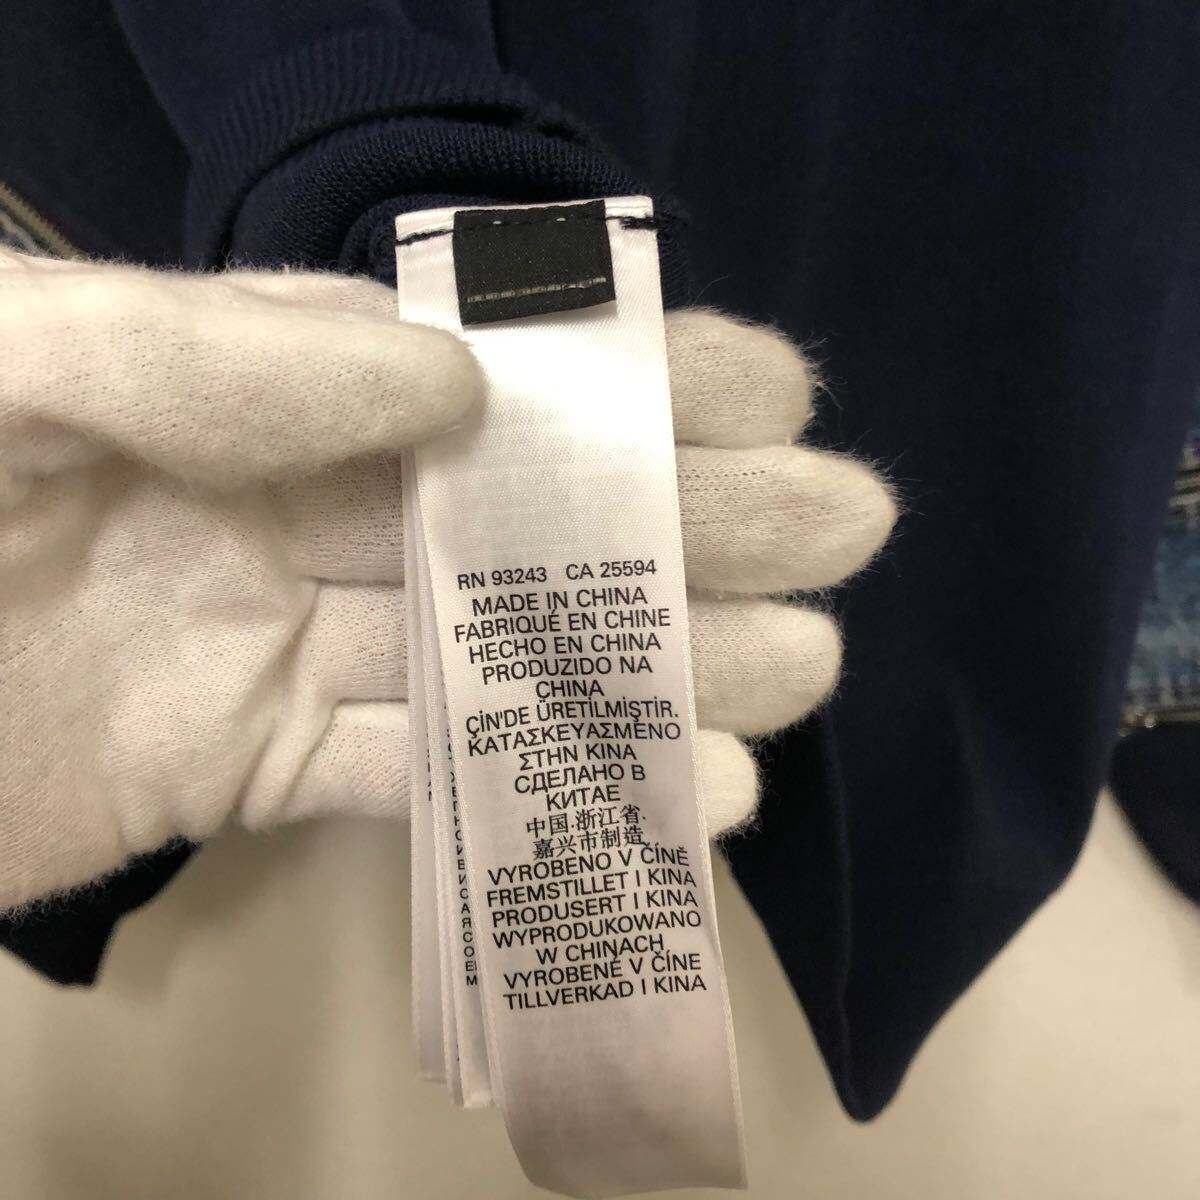 RN 93243 CA 25594
MADE IN CHINA
FABRIQUÉ EN CHINE
HECHO EN CHINA
PRODUZIDO NA
CHINA
ÇİN'DE ÜRETİLMİŞTİR.
ΚΑΤΑΣΚΕΥΑΣΜΕΝΟ
ΣΤΗΝ ΚΙΝΑ
СДЕЛАНО В
КИТАЕ
中国.浙江省.
嘉兴市制造
VYROBENO V ČÍNĚ
FREMSTILLET I KINA
PRODUSERT I KINA
WYPRODUKOWANO
W CHINACH
VYROBENÉ V ČÍNE
TILLVERKAD I KINA